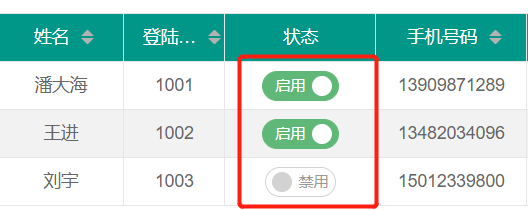 姓名 登陆... 状态 手机号码
潘大海 1001 启用 13909871289
王进 1002 启用 13482034096
刘宇 1003 禁用 15012339800